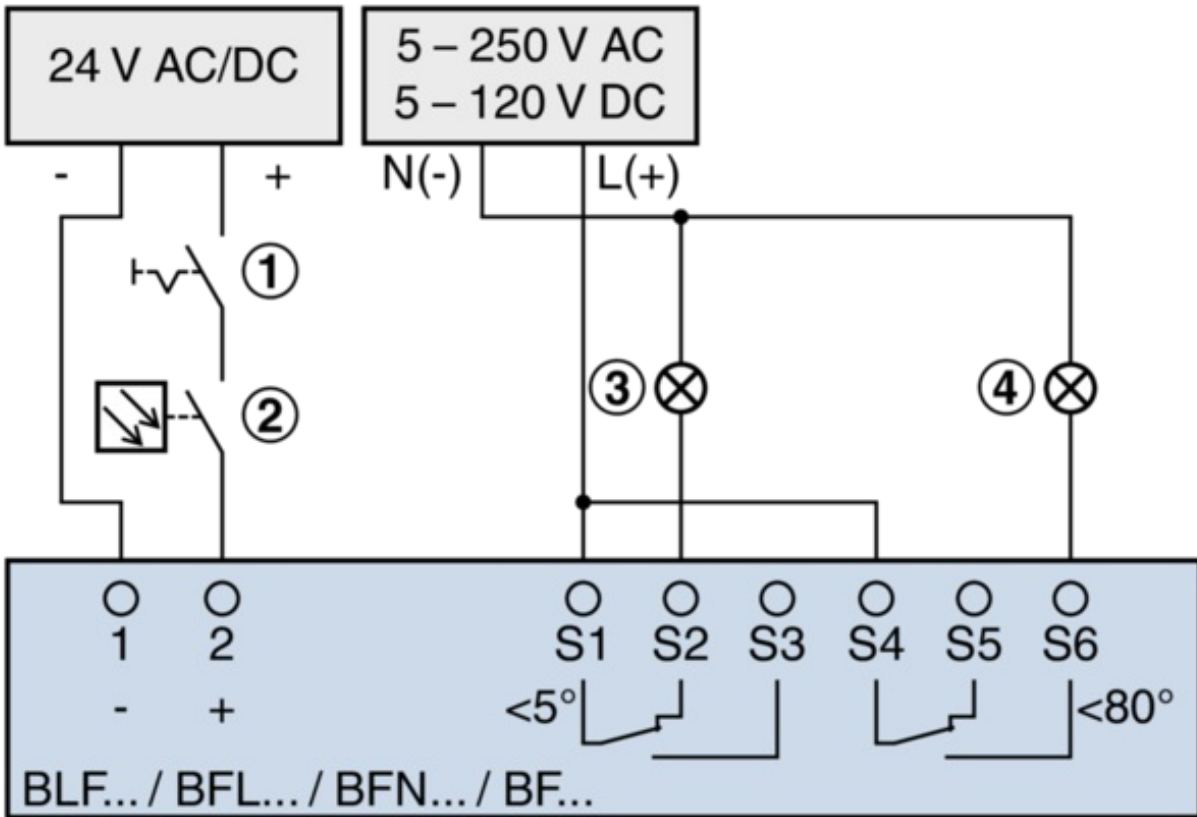 24 V AC/DC
5 – 250 V AC
5 – 120 V DC
- + N(-) L(+)
1
2
3 4
1 2 S1 S2 S3 S4 S5 S6
- + <5° <80°
BLF... / BFL... / BFN... / BF...